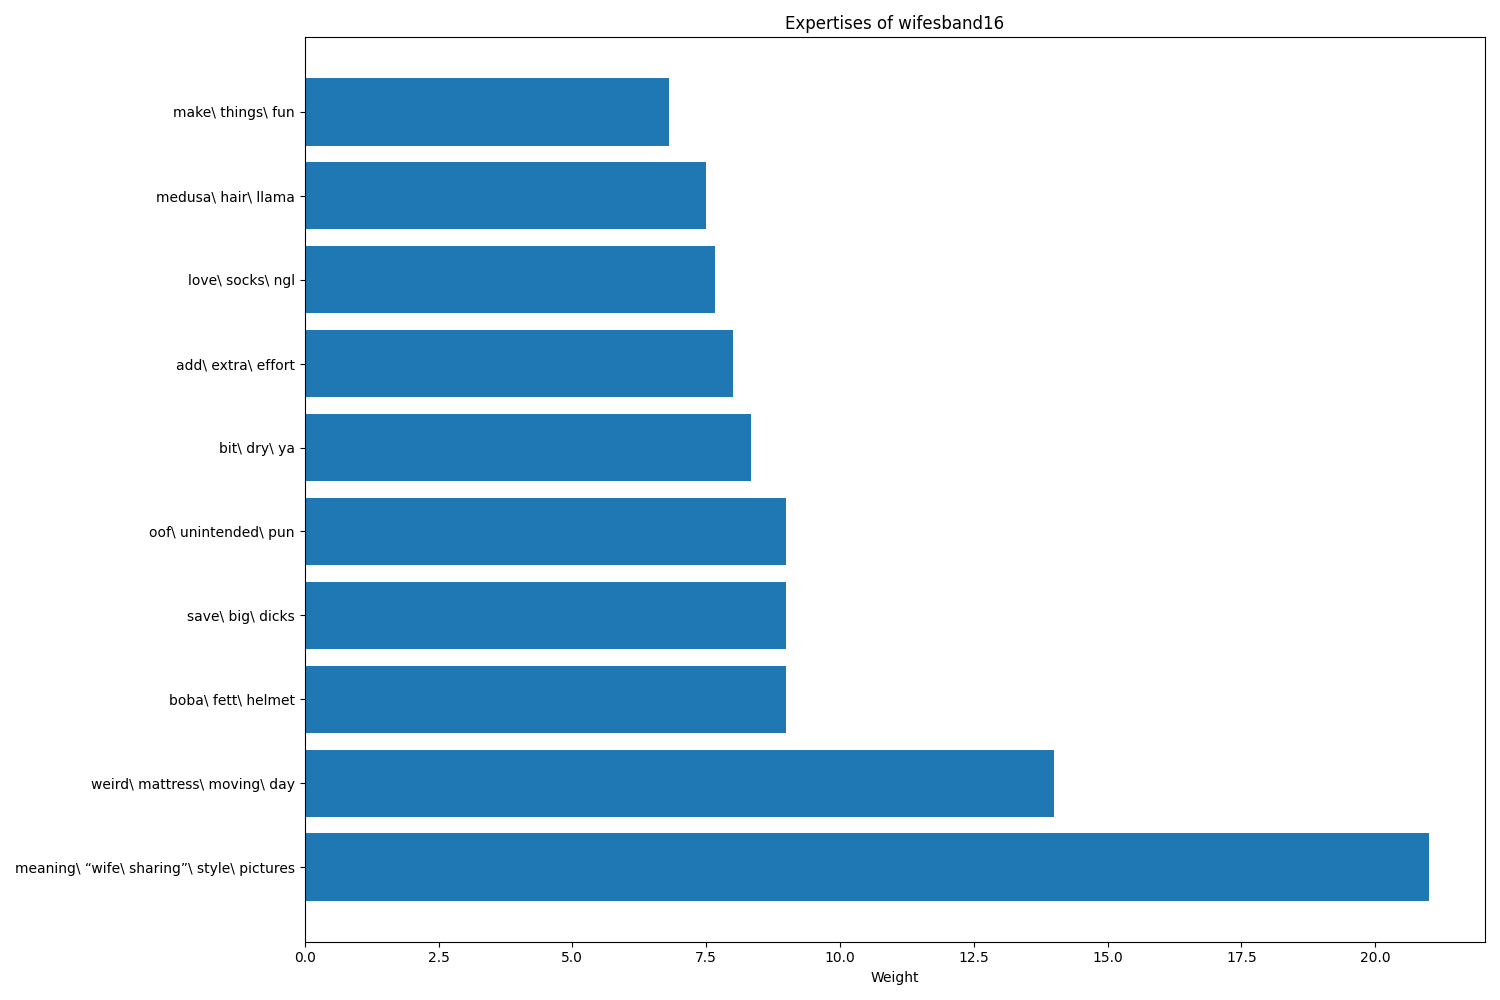 Expertises of wifesband16
make\ things\ fun
medusa\ hair\ llama
love\ socks\ ngl
add\ extra\ effort
bit\ dry\ ya
oof\ unintended\ pun
save\ big\ dicks
boba\ fett\ helmet
weird\ mattress\ moving\ day
meaning\ “wife\ sharing”\ style\ pictures
0.0 2.5 5.0 7.5 10.0 12.5 15.0 17.5 20.0
Weight